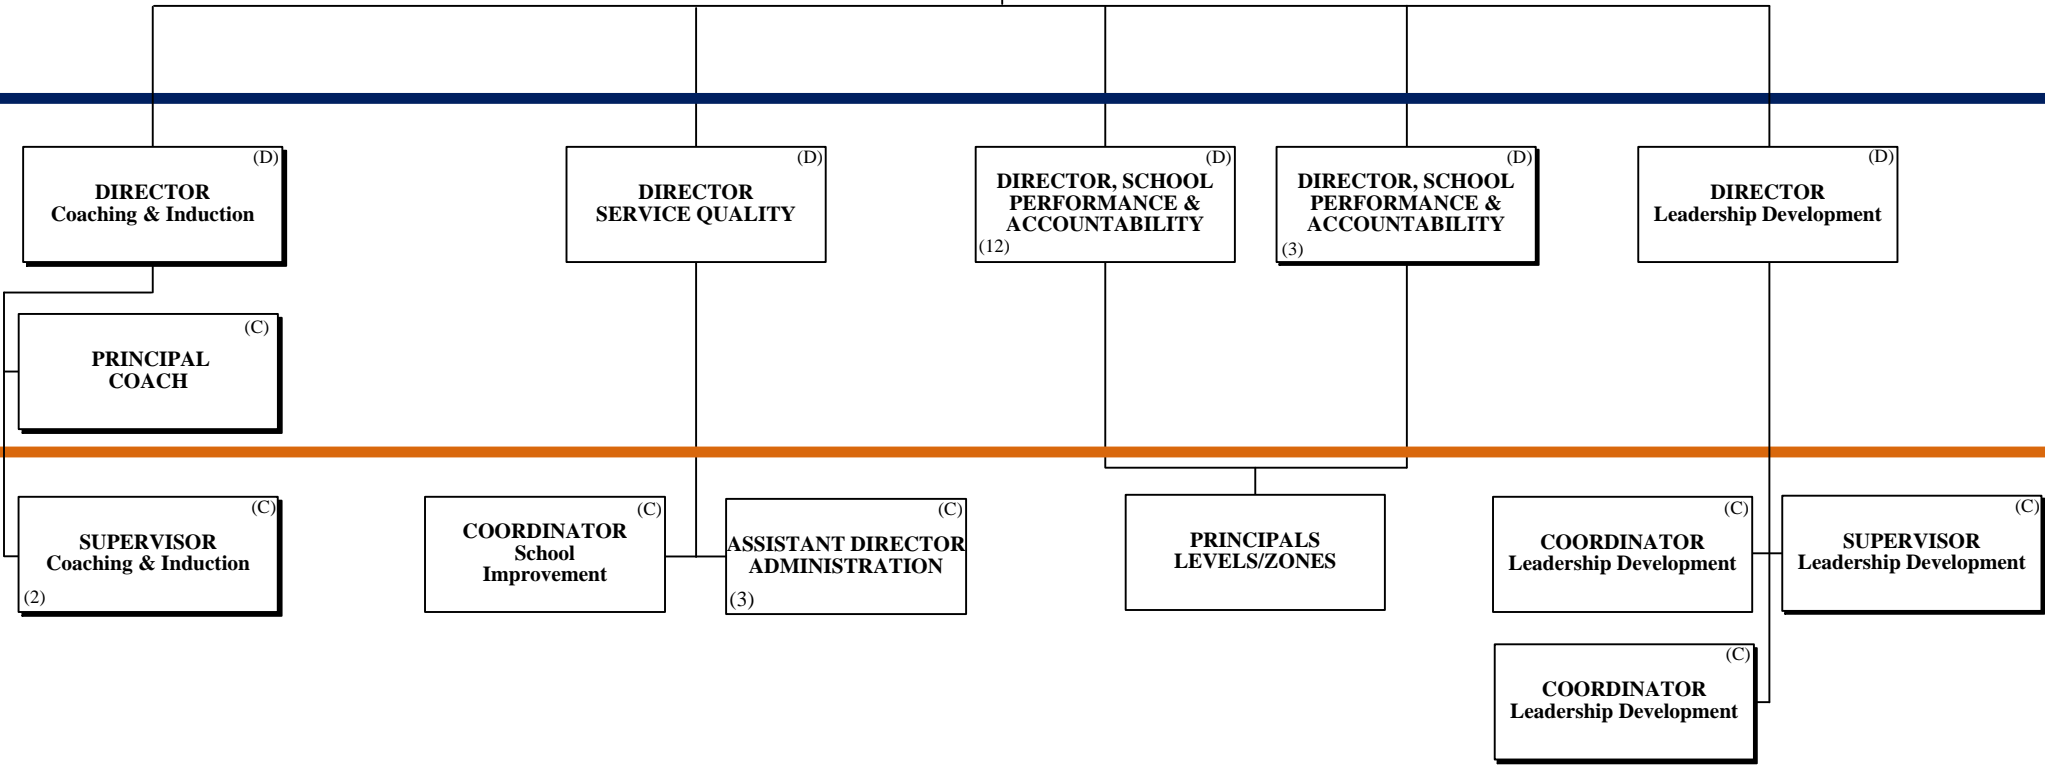 (D)
DIRECTOR
Coaching & Induction
(D)
DIRECTOR
SERVICE QUALITY
(D)
DIRECTOR, SCHOOL
PERFORMANCE &
ACCOUNTABILITY
(12)
(D)
DIRECTOR, SCHOOL
PERFORMANCE &
ACCOUNTABILITY
(3)
(D)
DIRECTOR
Leadership Development
(C)
PRINCIPAL
COACH
(C)
SUPERVISOR
Coaching & Induction
(2)
(C)
COORDINATOR
School
Improvement
(C)
ASSISTANT DIRECTOR
ADMINISTRATION
(3)
PRINCIPALS
LEVELS/ZONES
(C)
COORDINATOR
Leadership Development
(C)
SUPERVISOR
Leadership Development
(C)
COORDINATOR
Leadership Development